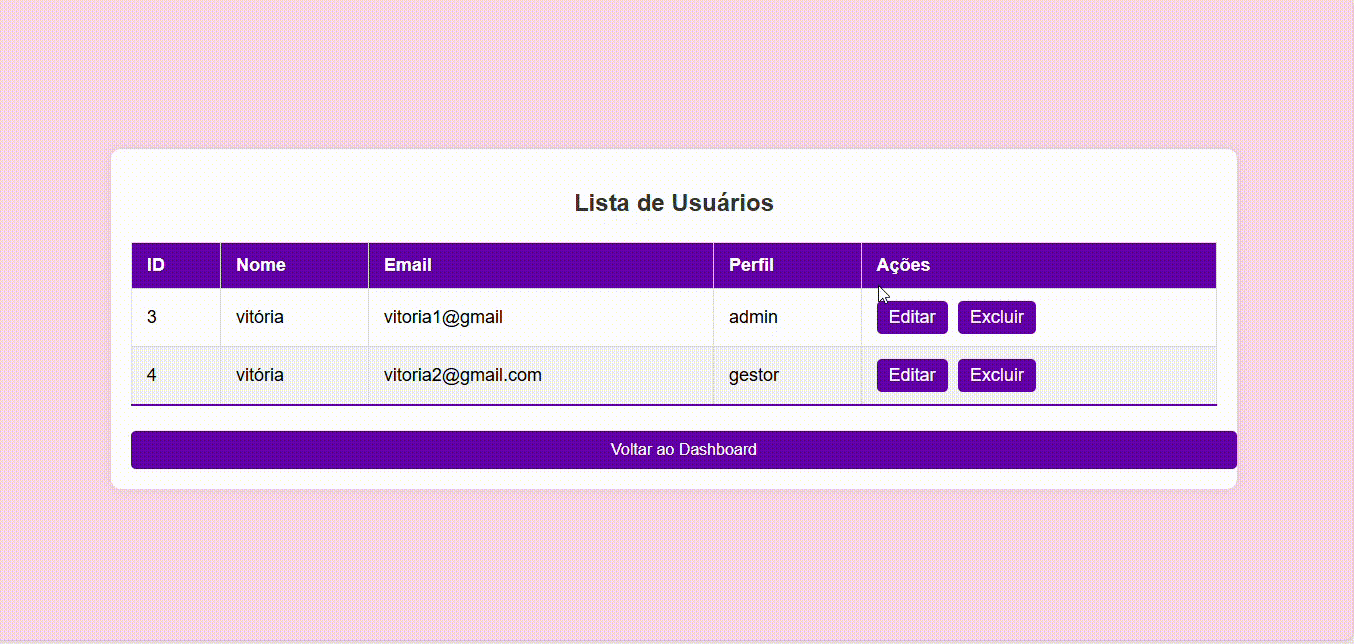 Lista de Usuários
ID Nome Email Perfil Ações
3 vitória vitoria1@gmail admin Editar Excluir
4 vitória vitoria2@gmail.com gestor Editar Excluir
Voltar ao Dashboard